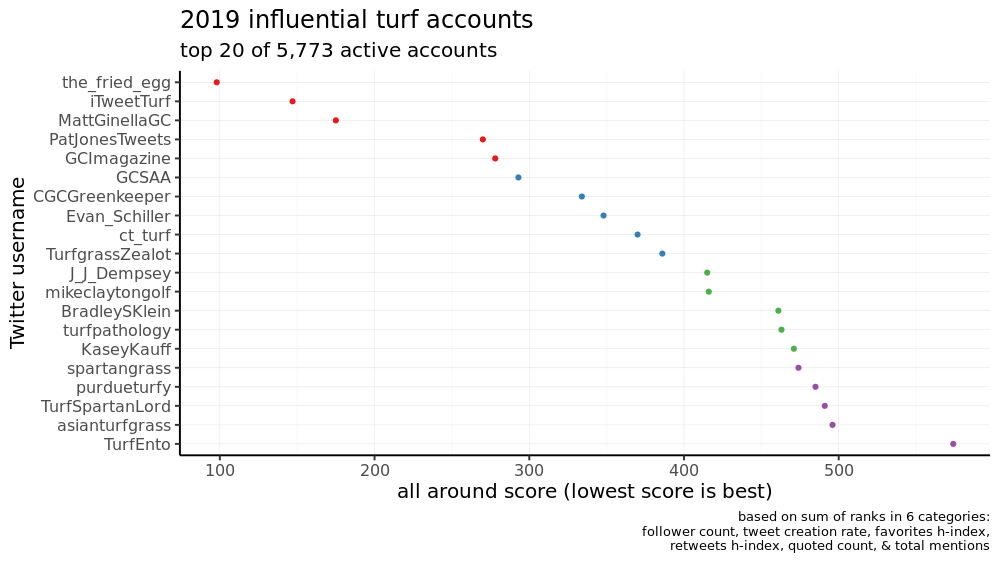 2019 influential turf accounts
top 20 of 5,773 active accounts
Twitter username
the_fried_egg
iTweetTurf
MattGinellaGC
PatJonesTweets
GCImagazine
GCSAA
CGCGreenkeeper
Evan_Schiller
ct_turf
TurfgrassZealot
J_J_Dempsey
mikeclaytongolf
BradleySKlein
turfpathology
KaseyKauff
spartangrass
purdueturfy
TurfSpartanLord
asianturfgrass
TurfEnto
100 200 300 400 500
all around score (lowest score is best)
based on sum of ranks in 6 categories:
follower count, tweet creation rate, favorites h-index,
retweets h-index, quoted count, & total mentions